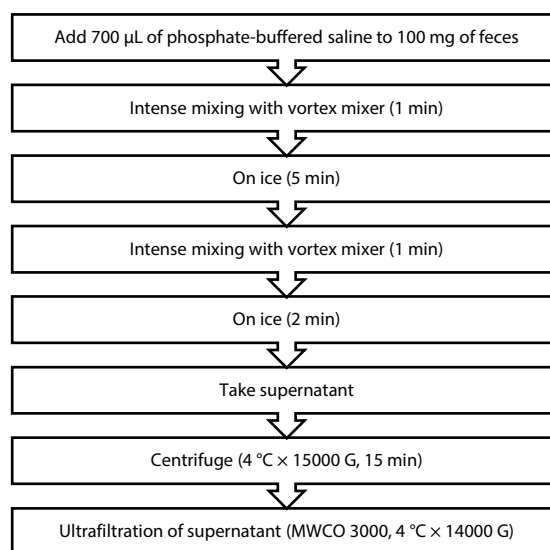 Add 700 µL of phosphate-buffered saline to 100 mg of feces
Intense mixing with vortex mixer (1 min)
On ice (5 min)
Intense mixing with vortex mixer (1 min)
On ice (2 min)
Take supernatant
Centrifuge (4 °C × 15000 G, 15 min)
Ultrafiltration of supernatant (MWCO 3000, 4 °C × 14000 G)